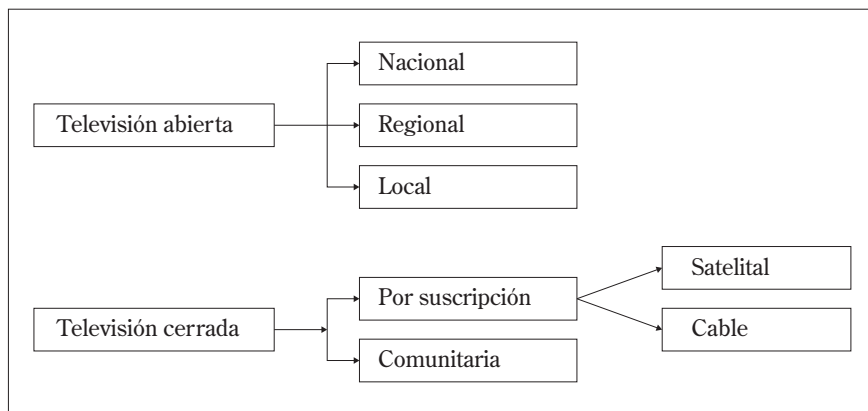 Televisión abierta
Nacional
Regional
Local
Televisión cerrada
Por suscripción
Comunitaria
Satelital
Cable